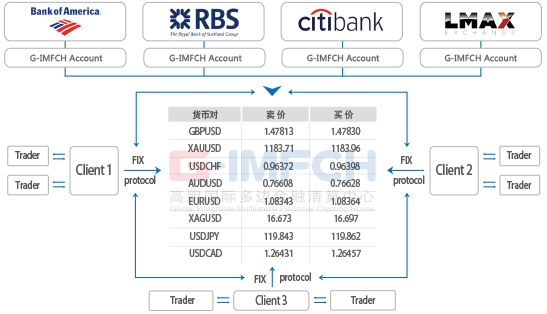 Bank of America.
RBS
The Royal Bank of Scotland Group
citibank
LMAX
EXCHANGE
G-IMFCH Account
G-IMFCH Account
G-IMFCH Account
G-IMFCH Account
货币对 卖 价 买 价
GBPUSD 1.47813 1.47830
XAUUSD 1183.71 1183.96
USDCHF 0.96372 0.96398
AUDUSD 0.76608 0.76628
EURUSD 1.08343 1.08364
XAGUSD 16.673 16.697
USDJPY 119.843 119.862
USDCAD 1.26431 1.26457
G-IMFCH
国际多边金融清算中心
Trader
Trader
Client 1
FIX
protocol
FIX
protocol
Client 2
Trader
Trader
FIX protocol
Trader
Client 3
Trader